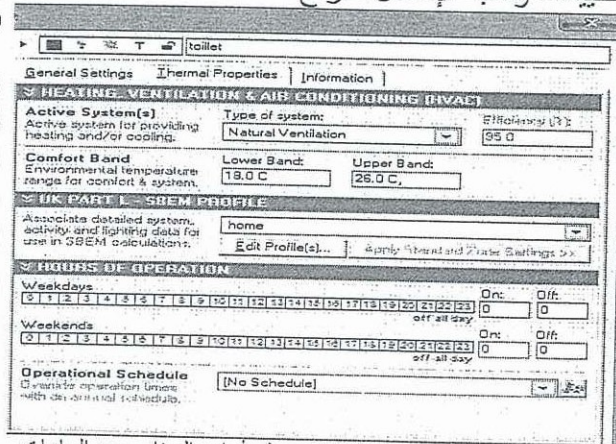 toillet
General Settings Thermal Properties Information
HEATING, VENTILATION & AIR CONDITIONING (HVAC)
Active System(s)
Active system for providing
heating and/or cooling.
Type of system:
Natural Ventilation
Efficiency (%):
95.0
Comfort Band
Environmental temperature
range for comfort & system.
Lower Band:
18.0 C
Upper Band:
26.0 C,
UK PART L - SBEM PROFILE
Associate detailed system,
activity and lighting data for
use in SBEM calculations.
home
Edit Profile(s)... Apply Standard Zone Settings >>
HOURS OF OPERATION
Weekdays
0 1 2 3 4 5 6 7 8 9 10 11 12 13 14 15 16 17 18 19 20 21 22 23
off all day
On: Off:
0 0
Weekends
0 1 2 3 4 5 6 7 8 9 10 11 12 13 14 15 16 17 18 19 20 21 22 23
off all day
On: Off:
0 0
Operational Schedule
Override operation times
with an annual schedule.
[No Schedule]